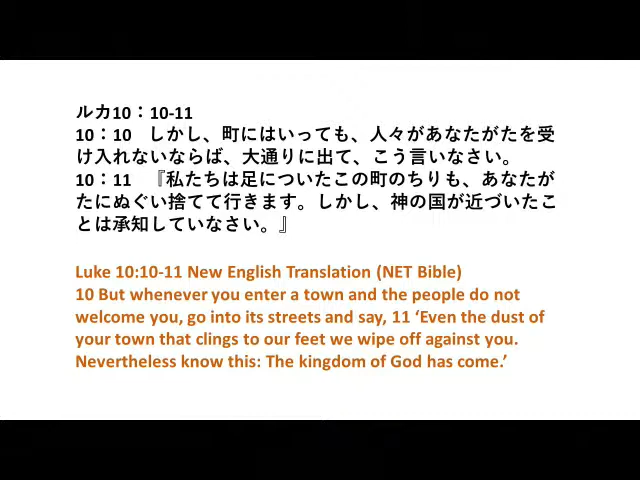 ルカ10：10-11
10：10　しかし、町にはいっても、人々があなたがたを受
け入れないならば、大通りに出て、こう言いなさい。
10：11　『私たちは足についたこの町のちりも、あなたが
たにぬぐい捨てて行きます。しかし、神の国が近づいたこ
とは承知していなさい。』
Luke 10:10-11 New English Translation (NET Bible)
10 But whenever you enter a town and the people do not
welcome you, go into its streets and say, 11 ‘Even the dust of
your town that clings to our feet we wipe off against you.
Nevertheless know this: The kingdom of God has come.’